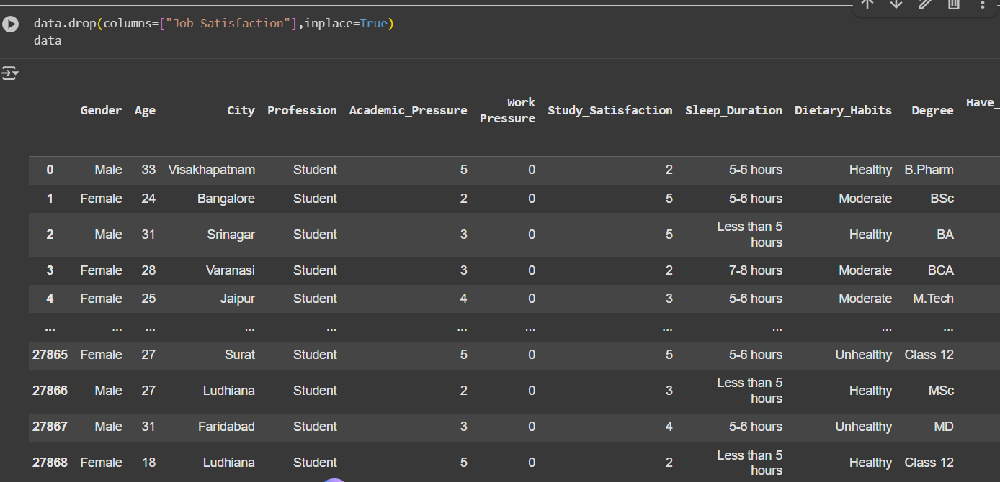 data.drop(columns=["Job Satisfaction"],inplace=True)
data
Gender Age City Profession Academic_Pressure Work Pressure Study_Satisfaction Sleep_Duration Dietary_Habits Degree Have_
0 Male 33 Visakhapatnam Student 5 0 2 5-6 hours Healthy B.Pharm
1 Female 24 Bangalore Student 2 0 5 5-6 hours Moderate BSc
2 Male 31 Srinagar Student 3 0 5 Less than 5 hours Healthy BA
3 Female 28 Varanasi Student 3 0 2 7-8 hours Moderate BCA
4 Female 25 Jaipur Student 4 0 3 5-6 hours Moderate M.Tech
... ... ... ... ... ... ... ... ... ... ...
27865 Female 27 Surat Student 5 0 5 5-6 hours Unhealthy Class 12
27866 Male 27 Ludhiana Student 2 0 3 Less than 5 hours Healthy MSc
27867 Male 31 Faridabad Student 3 0 4 5-6 hours Unhealthy MD
27868 Female 18 Ludhiana Student 5 0 2 Less than 5 hours Healthy Class 12